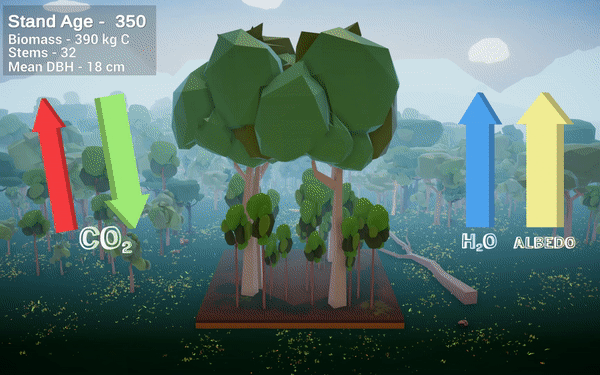 Stand Age - 350
Biomass - 390 kg C
Stems - 32
Mean DBH - 18 cm
CO₂
H₂O
ALBEDO